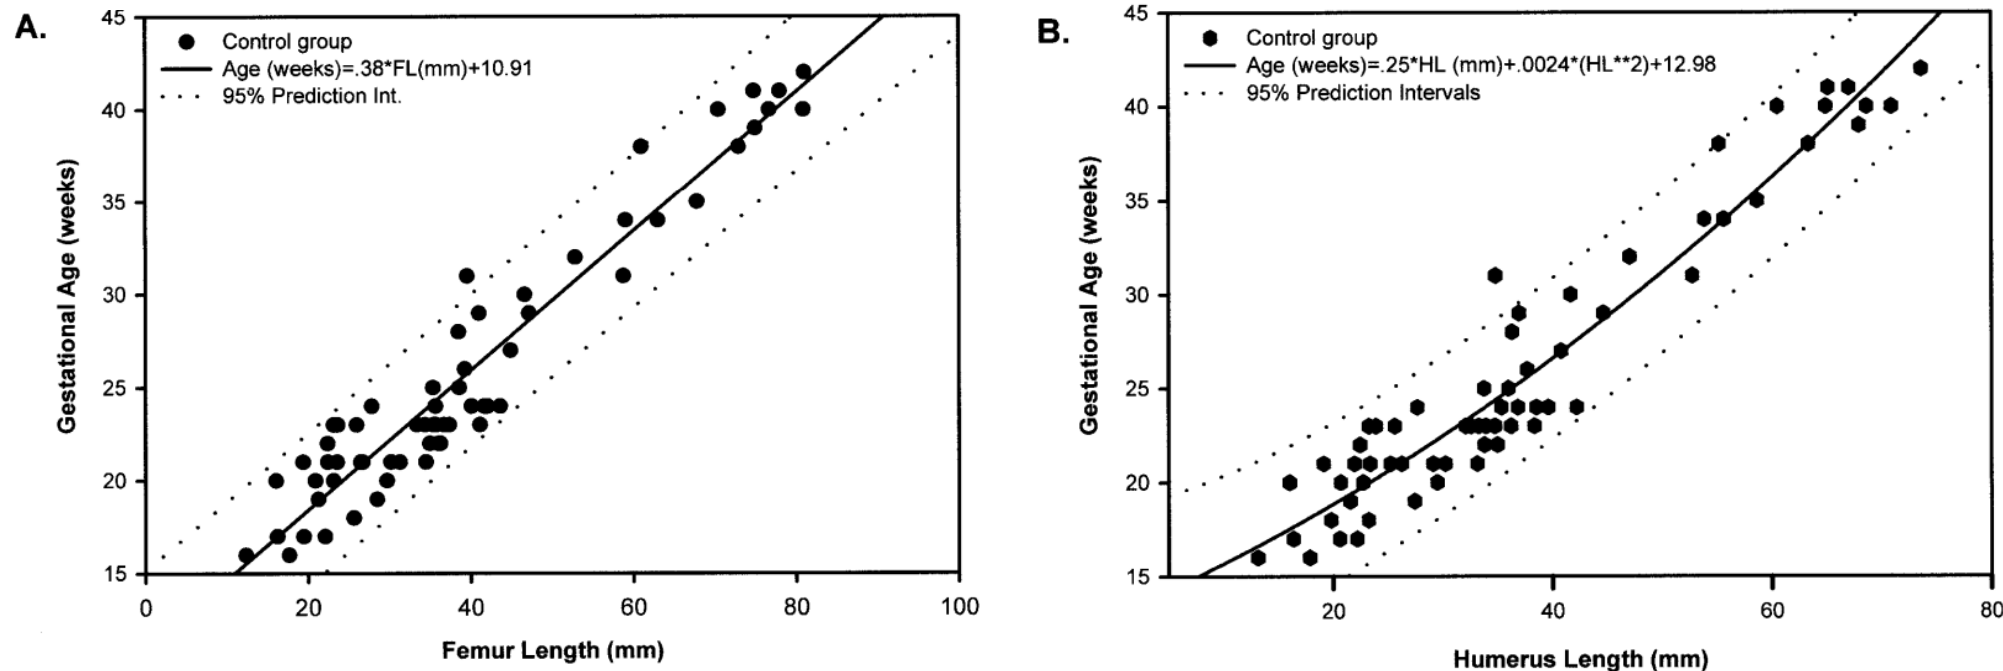 A.
Control group
Age (weeks)=.38*FL(mm)+10.91
95% Prediction Int.
Gestational Age (weeks)
45
40
35
30
25
20
15
0 20 40 60 80 100
Femur Length (mm)
B.
Control group
Age (weeks)=.25*HL (mm)+.0024*(HL**2)+12.98
95% Prediction Intervals
Gestational Age (weeks)
45
40
35
30
25
20
15
20 40 60 80
Humerus Length (mm)